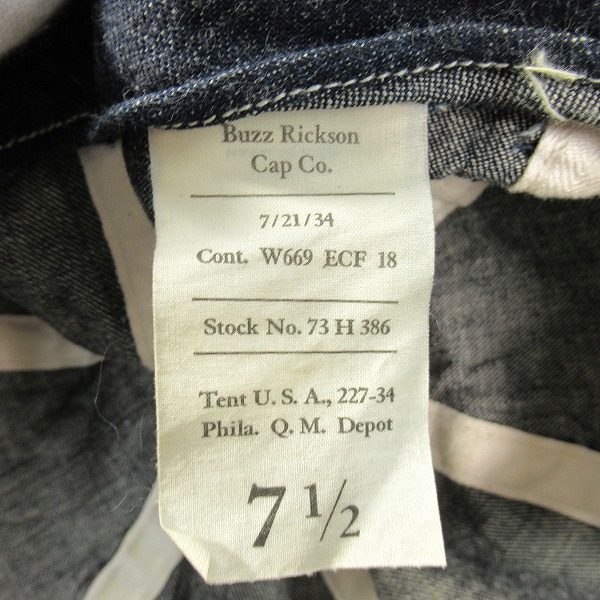 Buzz Rickson
Cap Co.
7/21/34
Cont. W669 ECF 18
Stock No. 73 H 386
Tent U. S. A., 227-34
Phila. Q. M. Depot
7 1/2